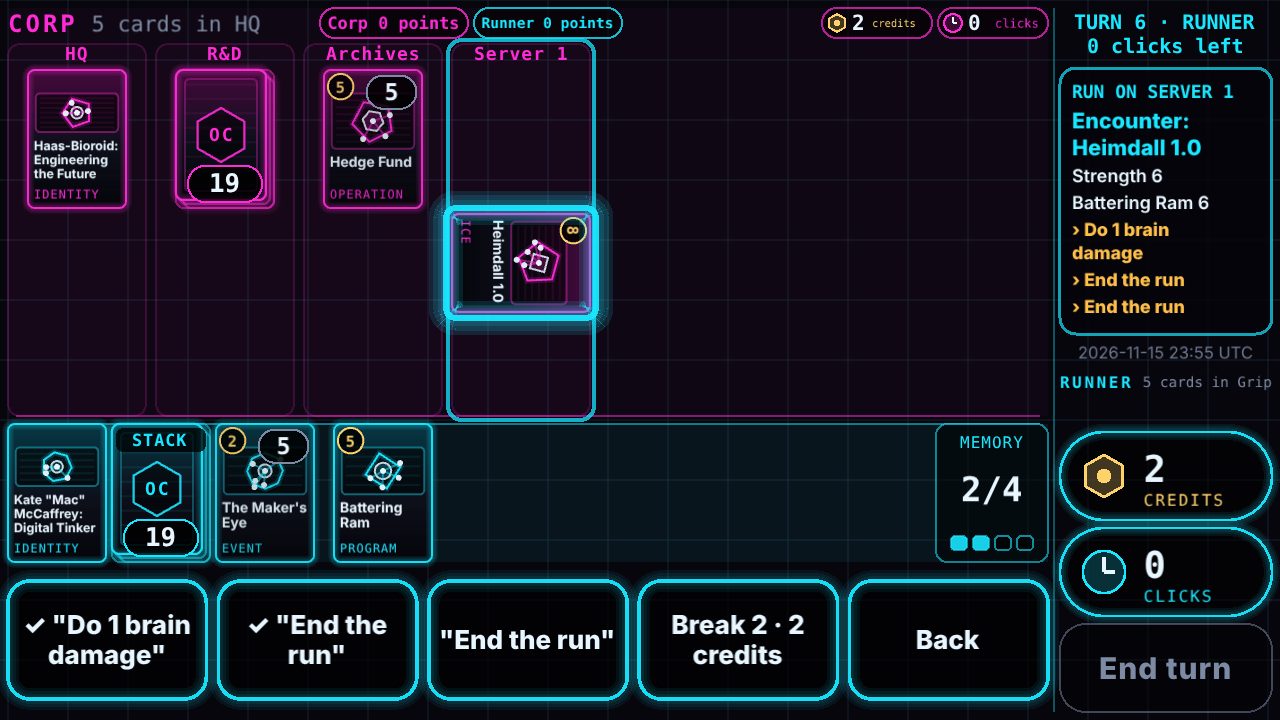 CORP 5 cards in HQ
Corp 0 points
Runner 0 points
2 credits
0 clicks
TURN 6 · RUNNER
0 clicks left
HQ
R&D
Archives
Server 1
Haas-Bioroid:
Engineering
the Future
IDENTITY
OC
19
5
5
Hedge Fund
OPERATION
ICE
Heimdall 1.0
8
RUN ON SERVER 1
Encounter:
Heimdall 1.0
Strength 6
Battering Ram 6
› Do 1 brain
damage
› End the run
› End the run
2026-11-15 23:55 UTC
RUNNER 5 cards in Grip
Kate "Mac"
McCaffrey:
Digital Tinker
IDENTITY
STACK
OC
19
2
5
The Maker's
Eye
EVENT
5
Battering
Ram
PROGRAM
MEMORY
2/4
2
CREDITS
0
CLICKS
✓ "Do 1 brain
damage"
✓ "End the
run"
"End the run"
Break 2 · 2
credits
Back
End turn